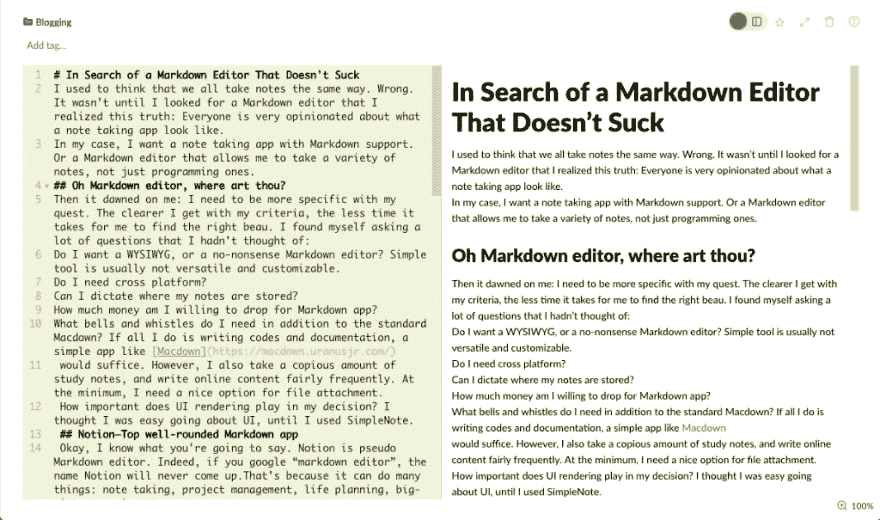 Blogging
Add tag...
1 # In Search of a Markdown Editor That Doesn't Suck
2 I used to think that we all take notes the same way. Wrong.
It wasn't until I looked for a Markdown editor that I
realized this truth: Everyone is very opinionated about what
a note taking app look like.
3 In my case, I want a note taking app with Markdown support.
Or a Markdown editor that allows me to take a variety of
notes, not just programming ones.
4 ## Oh Markdown editor, where art thou?
5 Then it dawned on me: I need to be more specific with my
quest. The clearer I get with my criteria, the less time it
takes for me to find the right beau. I found myself asking a
lot of questions that I hadn't thought of:
6 Do I want a WYSIWYG, or a no-nonsense Markdown editor? Simple
tool is usually not versatile and customizable.
7 Do I need cross platform?
8 Can I dictate where my notes are stored?
9 How much money am I willing to drop for Markdown app?
10 What bells and whistles do I need in addition to the standard
Macdown? If all I do is writing codes and documentation, a
simple app like [Macdown](https://macdown.uranusjr.com/)
11 would suffice. However, I also take a copious amount of
study notes, and write online content fairly frequently. At
the minimum, I need a nice option for file attachment.
12 How important does UI rendering play in my decision? I
thought I was easy going about UI, until I used SimpleNote.
13 ## Notion—Top well-rounded Markdown app
14 Okay, I know what you're going to say. Notion is pseudo
Markdown editor. Indeed, if you google “markdown editor”, the
name Notion will never come up.That's because it can do many
things: note taking, project management, life planning, big-
In Search of a Markdown Editor
That Doesn't Suck
I used to think that we all take notes the same way. Wrong. It wasn't until I looked for a
Markdown editor that I realized this truth: Everyone is very opinionated about what a
note taking app look like.
In my case, I want a note taking app with Markdown support. Or a Markdown editor
that allows me to take a variety of notes, not just programming ones.
Oh Markdown editor, where art thou?
Then it dawned on me: I need to be more specific with my quest. The clearer I get with
my criteria, the less time it takes for me to find the right beau. I found myself asking a
lot of questions that I hadn't thought of:
Do I want a WYSIWYG, or a no-nonsense Markdown editor? Simple tool is usually not
versatile and customizable.
Do I need cross platform?
Can I dictate where my notes are stored?
How much money am I willing to drop for Markdown app?
What bells and whistles do I need in addition to the standard Macdown? If all I do is
writing codes and documentation, a simple app like Macdown
would suffice. However, I also take a copious amount of study notes, and write online
content fairly frequently. At the minimum, I need a nice option for file attachment.
How important does UI rendering play in my decision? I thought I was easy going
about UI, until I used SimpleNote.
100%